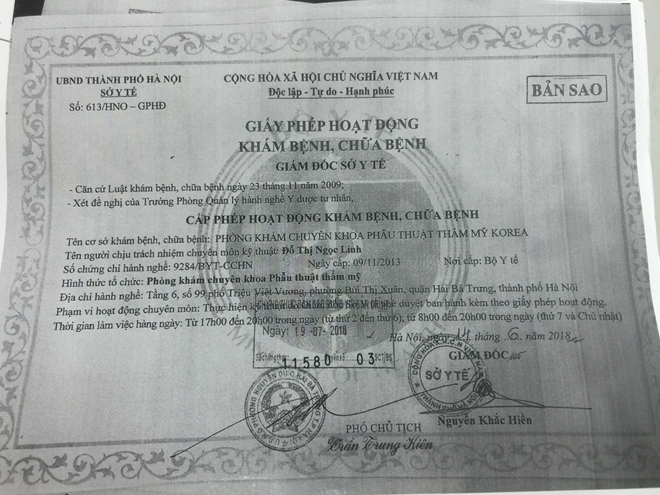 UBND THÀNH PHỐ HÀ NỘI
SỞ Y TẾ
Số: 613/HNO – GPHĐ
CỘNG HÒA XÃ HỘI CHỦ NGHĨA VIỆT NAM
Độc lập - Tự do - Hạnh phúc
BẢN SAO
GIẤY PHÉP HOẠT ĐỘNG
KHÁM BỆNH, CHỮA BỆNH
GIÁM ĐỐC SỞ Y TẾ
- Căn cứ Luật khám bệnh, chữa bệnh ngày 23 tháng 11 năm 2009;
- Xét đề nghị của Trưởng Phòng Quản lý hành nghề Y dược tư nhân,
CẤP PHÉP HOẠT ĐỘNG KHÁM BỆNH, CHỮA BỆNH
Tên cơ sở khám bệnh, chữa bệnh: PHÒNG KHÁM CHUYÊN KHOA PHẪU THUẬT THẨM MỸ KOREA
Tên người chịu trách nhiệm chuyên môn kỹ thuật: Đỗ Thị Ngọc Linh
Số chứng chỉ hành nghề: 9284/BYT-CCHN Ngày cấp: 09/11/2013 Nơi cấp: Bộ Y tế
Hình thức tổ chức: Phòng khám chuyên khoa Phẫu thuật thẩm mỹ
Địa chỉ hành nghề: Tầng 6, số 99 phố Triệu Việt Vương, phường Bùi Thị Xuân, quận Hai Bà Trưng, thành phố Hà Nội
Phạm vi hoạt động chuyên môn: Thực hiện kỹ thuật phê duyệt ban hành kèm theo giấy phép hoạt động.
Thời gian làm việc hàng ngày: Từ 17h00 đến 20h00 trong ngày (từ thứ 2 đến thứ 6); từ 8h00 đến 20h00 trong ngày (thứ 7 và Chủ nhật)
Ngày: 19-07-2018
Hà Nội, ngày 14 tháng 6 năm 2018
11580 03 SCT/BS
GIÁM ĐỐC
SỞ Y TẾ
PHÓ CHỦ TỊCH
Trần Trung Kiên
Nguyễn Khắc Hiền